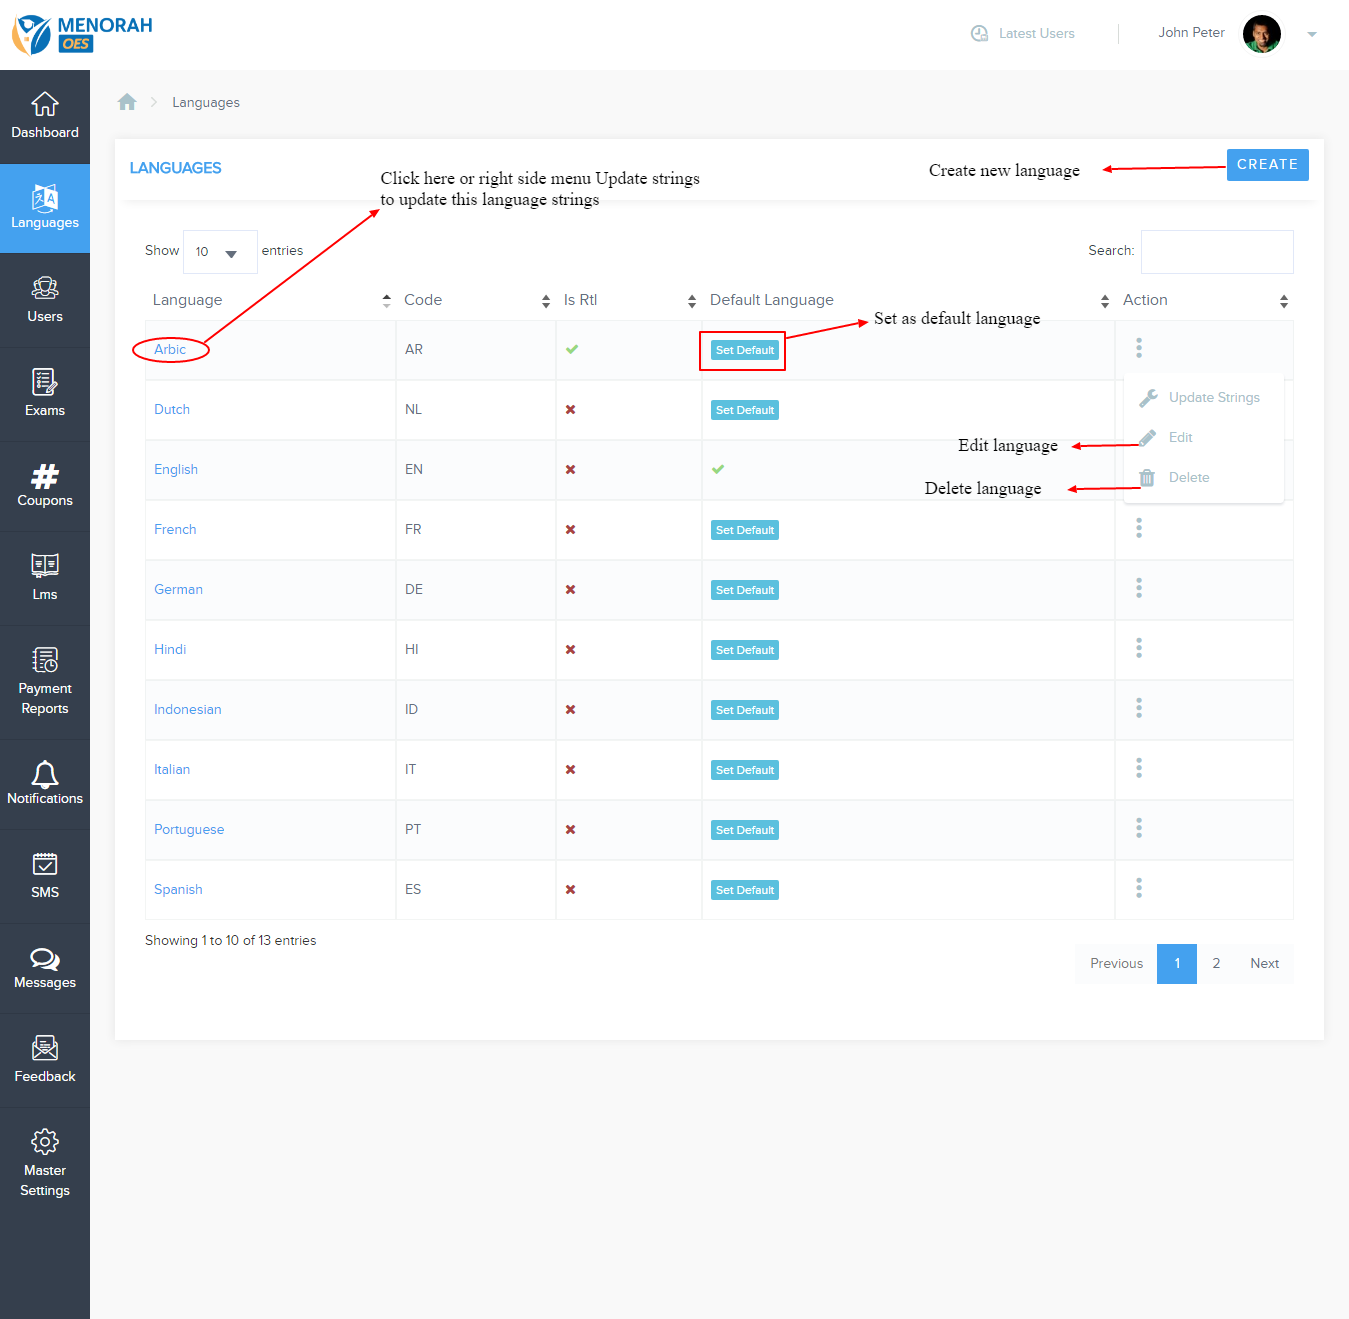 MENORAH
OES
Latest Users
John Peter
Dashboard
Languages
Users
Exams
Coupons
Lms
Payment
Reports
Notifications
SMS
Messages
Feedback
Master
Settings
Languages
LANGUAGES
Click here or right side menu Update strings
to update this language strings
Create new language
CREATE
Show 10 entries
Search:
Language Code Is Rtl Default Language Action
Set as default language
Arbic AR Set Default
Update Strings
Edit
Delete
Edit language
Delete language
Dutch NL Set Default
English EN
French FR Set Default
German DE Set Default
Hindi HI Set Default
Indonesian ID Set Default
Italian IT Set Default
Portuguese PT Set Default
Spanish ES Set Default
Showing 1 to 10 of 13 entries
Previous 1 2 Next